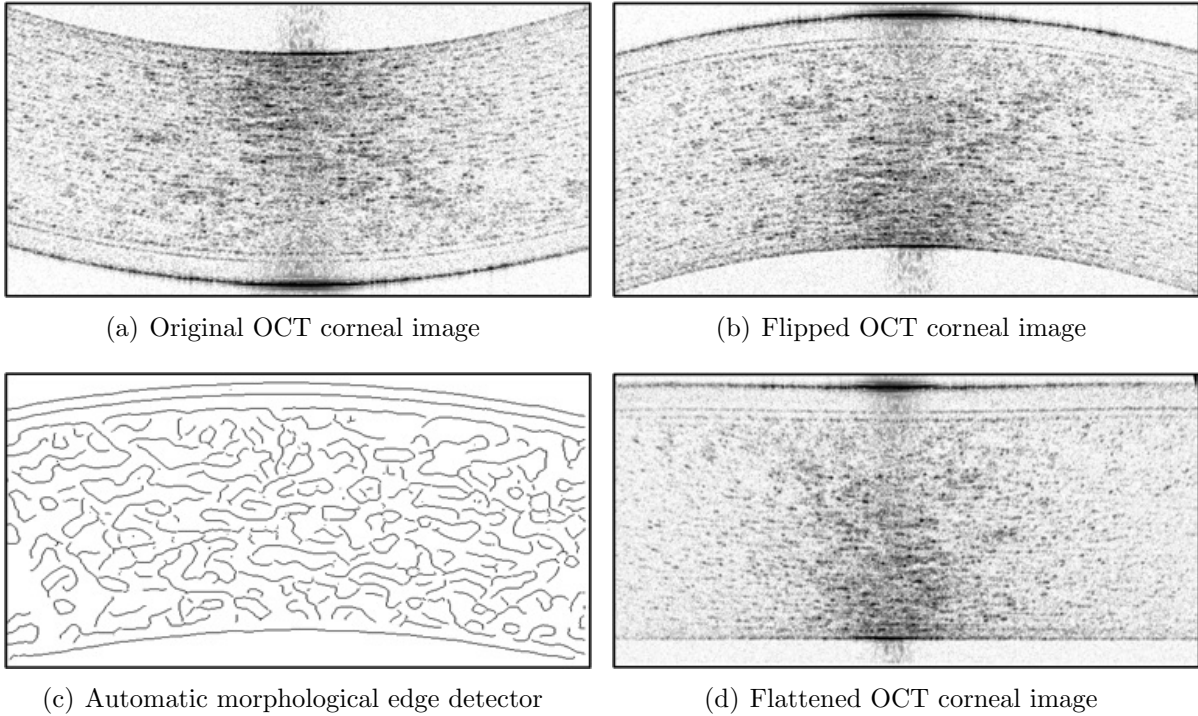 (a) Original OCT corneal image
(b) Flipped OCT corneal image
(c) Automatic morphological edge detector
(d) Flattened OCT corneal image